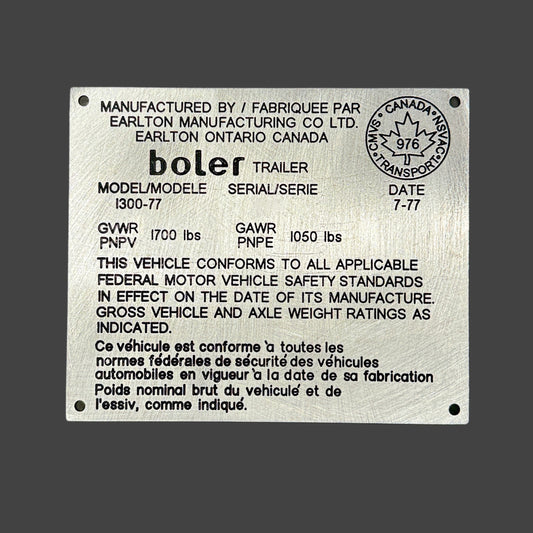 MANUFACTURED BY / FABRIQUEE PAR
EARLTON MANUFACTURING CO LTD.
EARLTON ONTARIO CANADA
CANADA • NSVAC • TRANSPORT • CMVS •
976
boler TRAILER
MODEL/MODELE SERIAL/SERIE DATE
1300-77 7-77
GVWR 1700 lbs GAWR 1050 lbs
PNPV PNPE
THIS VEHICLE CONFORMS TO ALL APPLICABLE
FEDERAL MOTOR VEHICLE SAFETY STANDARDS
IN EFFECT ON THE DATE OF ITS MANUFACTURE.
GROSS VEHICLE AND AXLE WEIGHT RATINGS AS
INDICATED.
Ce véhicule est conforme à toutes les
normes fédérales de sécurité des véhicules
automobiles en vigueur à la date de sa fabrication
Poids nominal brut du vehiculé et de
l'essiv, comme indiqué.